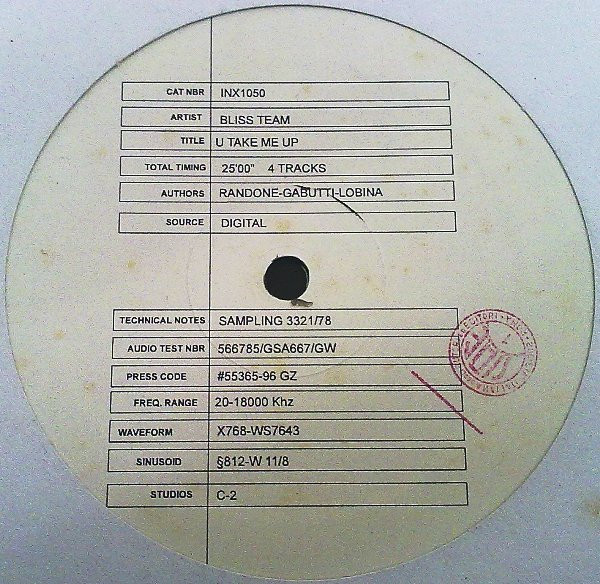 CAT NBR INX1050
ARTIST BLISS TEAM
TITLE U TAKE ME UP
TOTAL TIMING 25'00" 4 TRACKS
AUTHORS RANDONE-GABUTTI-LOBINA
SOURCE DIGITAL
TECHNICAL NOTES SAMPLING 3321/78
AUDIO TEST NBR 566785/GSA667/GW
PRESS CODE #55365-96 GZ
FREQ. RANGE 20-18000 Khz
WAVEFORM X768-WS7643
SINUSOID §812-W 11/8
STUDIOS C-2